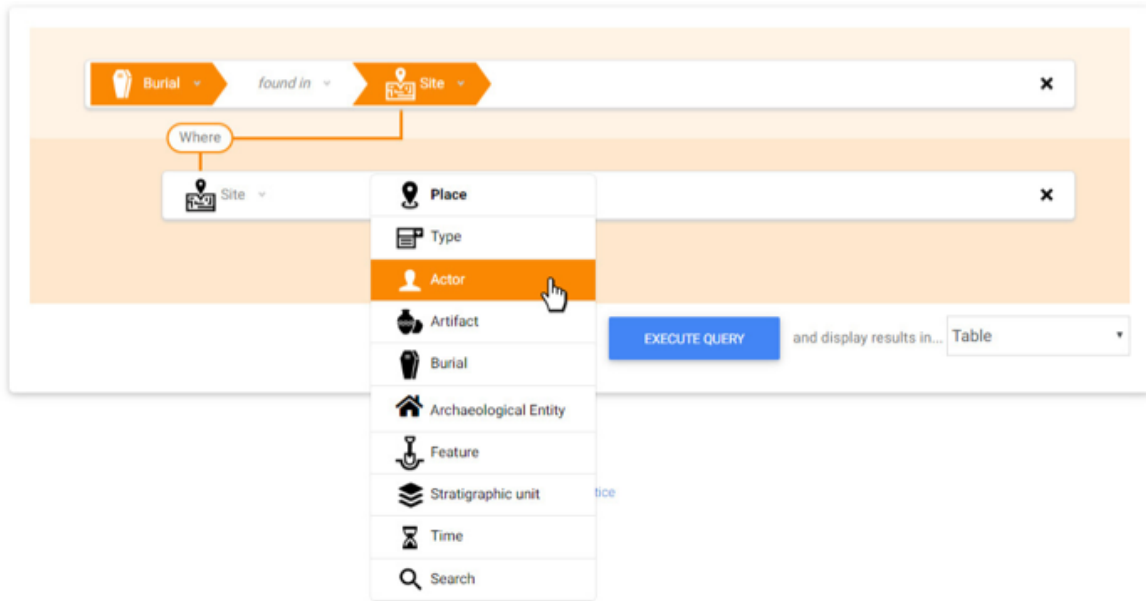 Burial found in Site
Where
Site
Place
Type
Actor
Artifact
EXECUTE QUERY and display results in... Table
Burial
Archaeological Entity
Feature
Stratigraphic unit
Time
Search